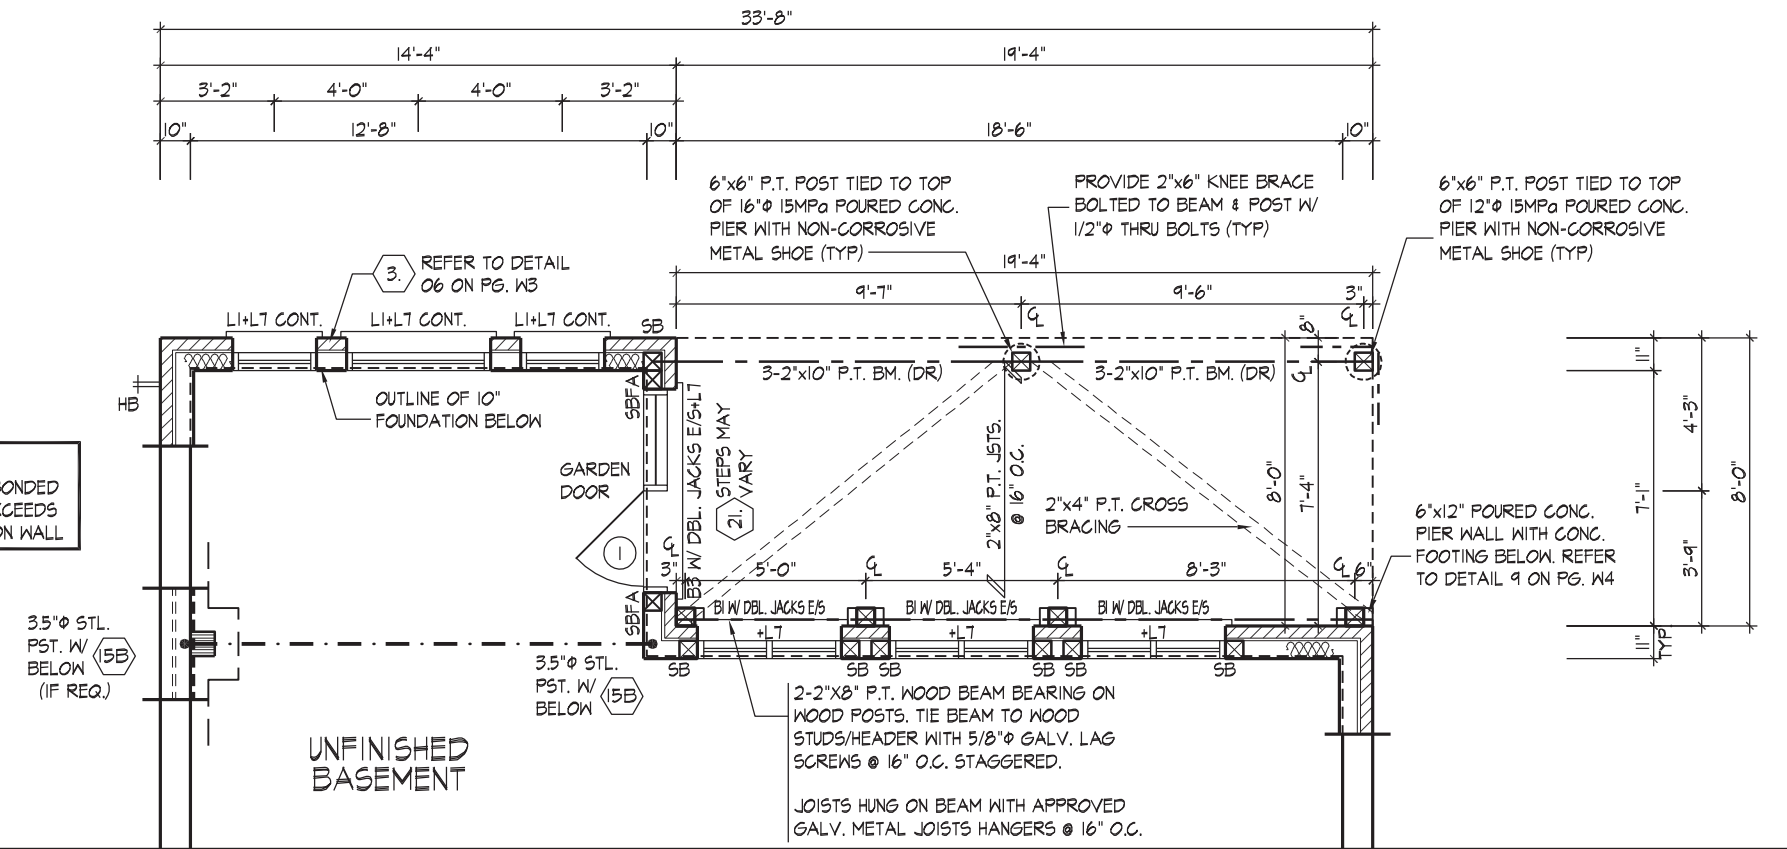 33'-8"
14'-4"
19'-4"
3'-2"
4'-0"
4'-0"
3'-2"
10"
12'-8"
10"
18'-6"
10"
6"x6" P.T. POST TIED TO TOP
OF 16"Φ 15MPa POURED CONC.
PIER WITH NON-CORROSIVE
METAL SHOE (TYP)
PROVIDE 2"x6" KNEE BRACE
BOLTED TO BEAM & POST W/
1/2"Φ THRU BOLTS (TYP)
6"x6" P.T. POST TIED TO TOP
OF 12"Φ 15MPa POURED CONC.
PIER WITH NON-CORROSIVE
METAL SHOE (TYP)
3.
REFER TO DETAIL
06 ON PG. W3
19'-4"
9'-7"
9'-6"
3"
℄
℄
8"
L1+L7 CONT.
L1+L7 CONT.
L1+L7 CONT.
SB
3-2"x10" P.T. BM. (DR)
3-2"x10" P.T. BM. (DR)
℄
11"
HB
OUTLINE OF 10"
FOUNDATION BELOW
SBFA
B3 W/ DBL. JACKS E/S+L7
21.
STEPS MAY
VARY
GARDEN
DOOR
1
2"x8" P.T. JSTS.
@ 16" O.C.
2"x4" P.T. CROSS
BRACING
8'-0"
7'-4"
7'-1"
4'-3"
3'-9"
8'-0"
11"
TYP
ONDED
CEEDS
ON WALL
6"x12" POURED CONC.
PIER WALL WITH CONC.
FOOTING BELOW. REFER
TO DETAIL 9 ON PG. W4
℄
3"
5'-0"
℄
5'-4"
℄
8'-3"
℄
6"
B1 W/ DBL. JACKS E/S
B1 W/ DBL. JACKS E/S
B1 W/ DBL. JACKS E/S
+L7
+L7
+L7
SBFA
SB
SB
SB
SB
SB
SB
3.5"Φ STL.
PST. W/
BELOW
(IF REQ.)
15B
3.5"Φ STL.
PST. W/
BELOW
15B
2-2"X8" P.T. WOOD BEAM BEARING ON
WOOD POSTS. TIE BEAM TO WOOD
STUDS/HEADER WITH 5/8"Φ GALV. LAG
SCREWS @ 16" O.C. STAGGERED.
JOISTS HUNG ON BEAM WITH APPROVED
GALV. METAL JOISTS HANGERS @ 16" O.C.
UNFINISHED
BASEMENT